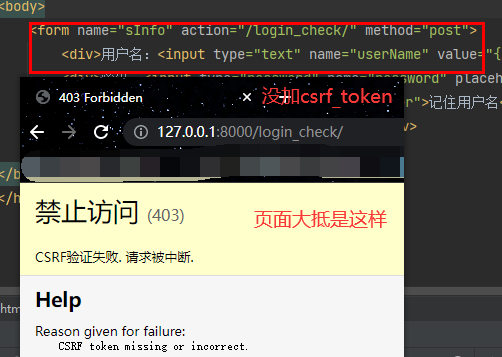 <body>
<form name="sInfo" action="/login_check/" method="post">
<div>用户名：<input type="text" name="userName" value="{
403 Forbidden
没加csrf_token
er">记住用户名
127.0.0.1:8000/login_check/
禁止访问 (403)
页面大抵是这样
CSRF验证失败. 请求被中断.
Help
Reason given for failure:
CSRF token missing or incorrect.